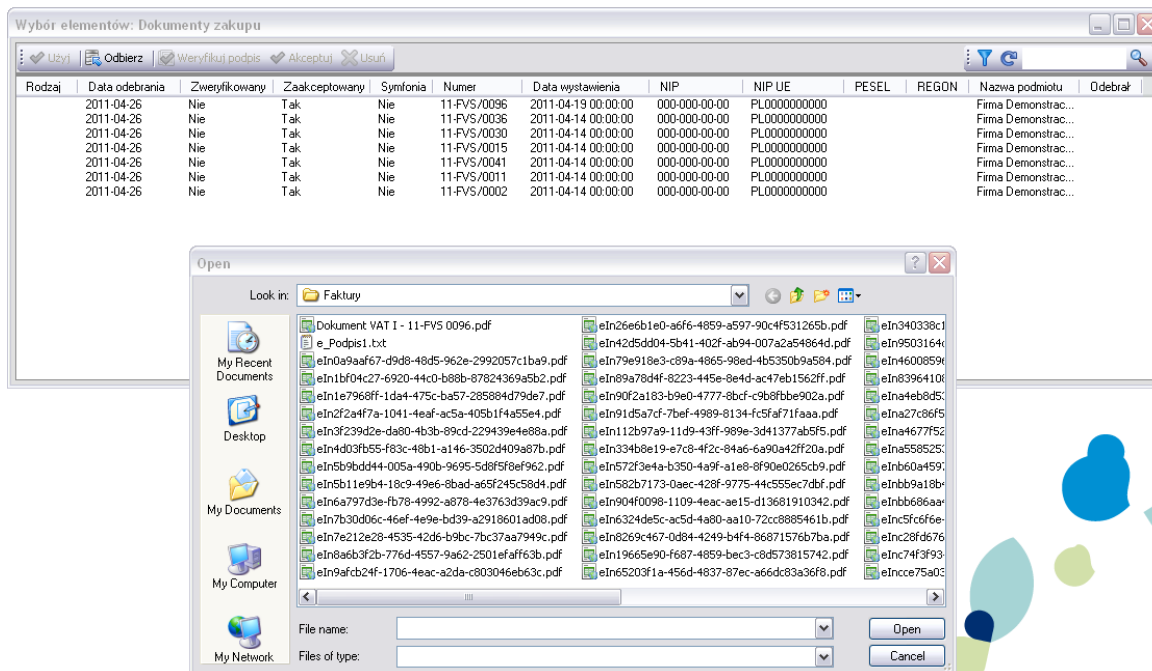 Wybór elementów: Dokumenty zakupu
Użyj Odbierz Weryfikuj podpis Akceptuj Usuń
Rodzaj Data odebrania Zweryfikowany Zaakceptowany Symfonia Numer Data wystawienia NIP NIP UE PESEL REGON Nazwa podmiotu Odebrał
2011-04-26 Nie Tak Nie 11-FVS/0096 2011-04-19 00:00:00 000-000-00-00 PL0000000000 Firma Demonstrac...
2011-04-26 Nie Tak Nie 11-FVS/0036 2011-04-14 00:00:00 000-000-00-00 PL0000000000 Firma Demonstrac...
2011-04-26 Nie Tak Nie 11-FVS/0030 2011-04-14 00:00:00 000-000-00-00 PL0000000000 Firma Demonstrac...
2011-04-26 Nie Tak Nie 11-FVS/0015 2011-04-14 00:00:00 000-000-00-00 PL0000000000 Firma Demonstrac...
2011-04-26 Nie Tak Nie 11-FVS/0041 2011-04-14 00:00:00 000-000-00-00 PL0000000000 Firma Demonstrac...
2011-04-26 Nie Tak Nie 11-FVS/0011 2011-04-14 00:00:00 000-000-00-00 PL0000000000 Firma Demonstrac...
2011-04-26 Nie Tak Nie 11-FVS/0002 2011-04-14 00:00:00 000-000-00-00 PL0000000000 Firma Demonstrac...
Open
Look in: Faktury
My Recent Documents
Desktop
My Documents
My Computer
My Network
Dokument VAT I - 11-FVS 0096.pdf eIn26e6b1e0-a6f6-4859-a597-90c4f531265b.pdf eIn340338c1
e_Podpis1.txt eIn42d5dd04-5b41-402f-ab94-007a2a54864d.pdf eIn9503164c
eIn0a9aaf67-d9d8-48d5-962e-2992057c1ba9.pdf eIn79e918e3-c89a-4865-98ed-4b5350b9a584.pdf eIn46008596
eIn1bf04c27-6920-44c0-b88b-87824369a5b2.pdf eIn89a78d4f-8223-445e-8e4d-ac47eb1562ff.pdf eIn83964108
eIn1e7968ff-1da4-475c-ba57-285884d79de7.pdf eIn90f2a183-b9e0-4777-8bcf-c9b8fbbe902a.pdf eIna4eb8d53
eIn2f2a4f7a-1041-4eaf-ac5a-405b1f4a55e4.pdf eIn91d5a7cf-7bef-4989-8134-fc5faf71faaa.pdf eIna27c86f5
eIn3f239d2e-da80-4b3b-89cd-229439e4e88a.pdf eIn112b97a9-11d9-43ff-989e-3d41377ab5f5.pdf eIna4677f52
eIn4d03fb55-f83c-48b1-a146-3502d409a87b.pdf eIn334b8e19-e7c8-4f2c-84a6-6a90a42ff20a.pdf eIna5585253
eIn5b9bdd44-005a-490b-9695-5d8f5f8ef962.pdf eIn572f3e4a-b350-4a9f-a1e8-8f90e0265cb9.pdf eInb60a4597
eIn5b11e9b4-18c9-49e6-8bad-a65f245c58d4.pdf eIn582b7173-0aec-428f-9775-44c555ec7dbf.pdf eInbb9a18b4
eIn6a797d3e-fb78-4992-a878-4e3763d39ac9.pdf eIn904f0098-1109-4eac-ae15-d13681910342.pdf eInbb686aa4
eIn7b30d06c-46ef-4e9e-bd39-a2918601ad08.pdf eIn6324de5c-ac5d-4a80-aa10-72cc8885461b.pdf eInc5fc6f6e-
eIn7e212e28-4535-42d6-b9bc-7bc37aa7949c.pdf eIn8269c467-0d84-4249-b4f4-86871576b7ba.pdf eInc28fd676
eIn8a6b3f2b-776d-4557-9a62-2501efaff63b.pdf eIn19665e90-f687-4859-bec3-c8d573815742.pdf eInc74f3f93-
eIn9afcb24f-1706-4eac-a2da-c803046eb63c.pdf eIn65203f1a-456d-4837-87ec-a66dc83a36f8.pdf eIncce75a03
File name: Open
Files of type: Cancel